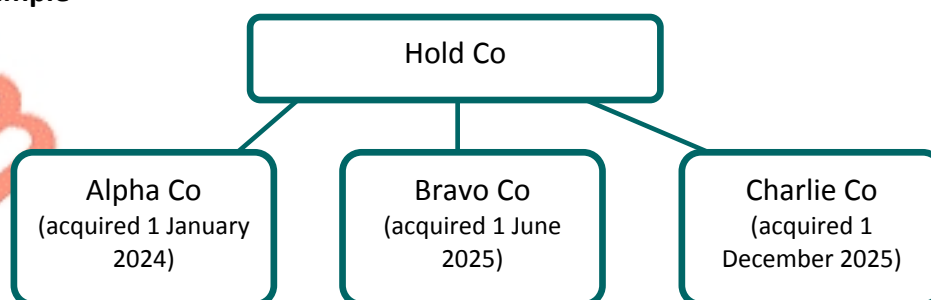 Hold Co
Alpha Co
(acquired 1 January
2024)
Bravo Co
(acquired 1 June
2025)
Charlie Co
(acquired 1
December 2025)